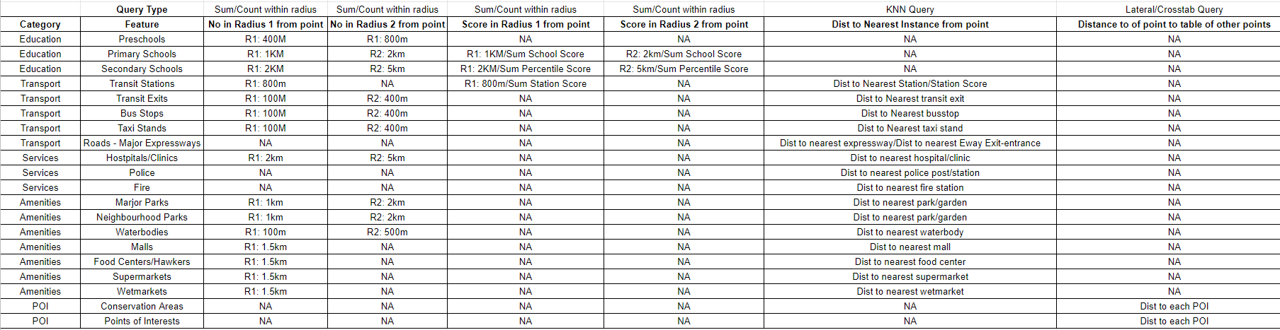 Query Type Sum/Count within radius Sum/Count within radius Sum/Count within radius Sum/Count within radius KNN Query Lateral/Crosstab Query
Category Feature No in Radius 1 from point No in Radius 2 from point Score in Radius 1 from point Score in Radius 2 from point Dist to Nearest Instance from point Distance to of point to table of other points
Education Preschools R1: 400M R1: 800m NA NA NA NA
Education Primary Schools R1: 1KM R2: 2km R1: 1KM/Sum School Score R2: 2km/Sum School Score NA NA
Education Secondary Schools R1: 2KM R2: 5km R1: 2KM/Sum Percentile Score R2: 5km/Sum Percentile Score NA NA
Transport Transit Stations R1: 800m NA R1: 800m/Sum Station Score NA Dist to Nearest Station/Station Score NA
Transport Transit Exits R1: 100M R2: 400m NA NA Dist to Nearest transit exit NA
Transport Bus Stops R1: 100M R2: 400m NA NA Dist to Nearest busstop NA
Transport Taxi Stands R1: 100M R2: 400m NA NA Dist to Nearest taxi stand NA
Transport Roads - Major Expressways NA NA NA NA Dist to nearest expressway/Dist to nearest Eway Exit-entrance NA
Services Hostpitals/Clinics R1: 2km R2: 5km NA NA Dist to nearest hospital/clinic NA
Services Police NA NA NA NA Dist to nearest police post/station NA
Services Fire NA NA NA NA Dist to nearest fire station NA
Amenities Marjor Parks R1: 1km R2: 2km NA NA Dist to nearest park/garden NA
Amenities Neighbourhood Parks R1: 1km R2: 2km NA NA Dist to nearest park/garden NA
Amenities Waterbodies R1: 100m R2: 500m NA NA Dist to nearest waterbody NA
Amenities Malls R1: 1.5km NA NA NA Dist to nearest mall NA
Amenities Food Centers/Hawkers R1: 1.5km NA NA NA Dist to nearest food center NA
Amenities Supermarkets R1: 1.5km NA NA NA Dist to nearest supermarket NA
Amenities Wetmarkets R1: 1.5km NA NA NA Dist to nearest wetmarket NA
POI Conservation Areas NA NA NA NA NA Dist to each POI
POI Points of Interests NA NA NA NA NA Dist to each POI